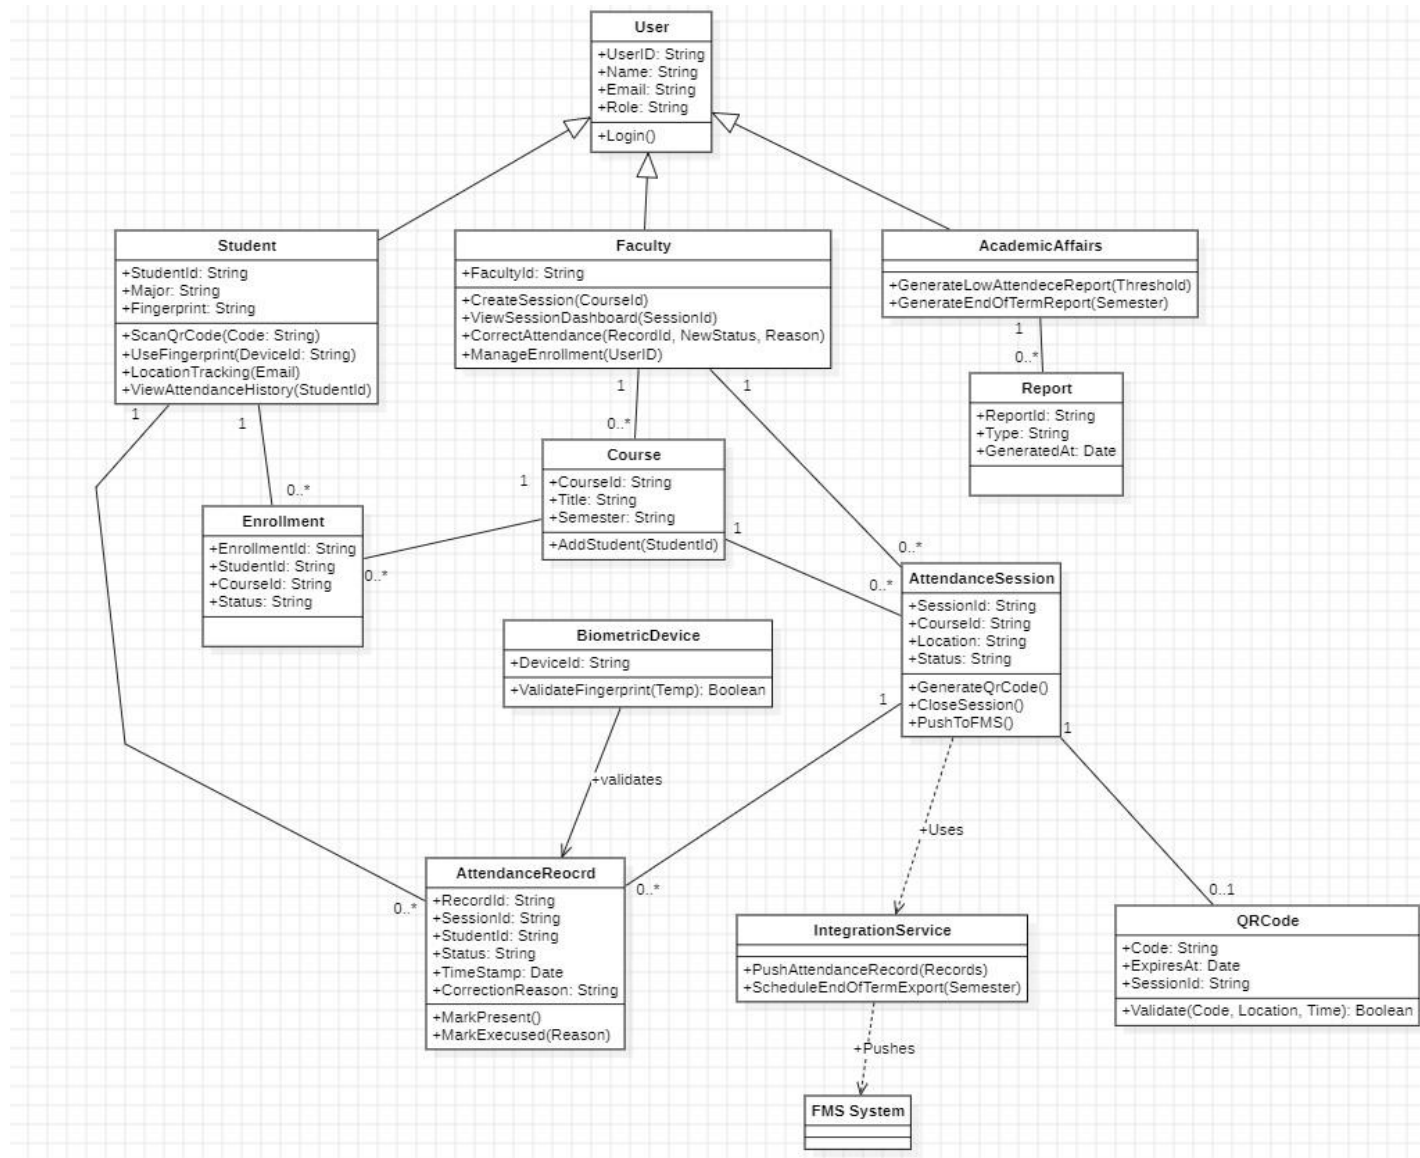 User
+UserID: String
+Name: String
+Email: String
+Role: String
+Login()
Student
+StudentId: String
+Major: String
+Fingerprint: String
+ScanQrCode(Code: String)
+UseFingerprint(DeviceId: String)
+LocationTracking(Email)
+ViewAttendanceHistory(StudentId)
Faculty
+FacultyId: String
+CreateSession(CourseId)
+ViewSessionDashboard(SessionId)
+CorrectAttendance(RecordId, NewStatus, Reason)
+ManageEnrollment(UserID)
AcademicAffairs
+GenerateLowAttendeceReport(Threshold)
+GenerateEndOfTermReport(Semester)
1
0..*
Report
+ReportId: String
+Type: String
+GeneratedAt: Date
1
1
0..*
1
0..*
1
0..*
Course
+CourseId: String
+Title: String
+Semester: String
+AddStudent(StudentId)
1
0..*
1
0..*
Enrollment
+EnrollmentId: String
+StudentId: String
+CourseId: String
+Status: String
AttendanceSession
+SessionId: String
+CourseId: String
+Location: String
+Status: String
+GenerateQrCode()
+CloseSession()
+PushToFMS()
BiometricDevice
+DeviceId: String
+ValidateFingerprint(Temp): Boolean
1
1
+validates
+Uses
0..*
0..*
0..1
AttendanceReocrd
+RecordId: String
+SessionId: String
+StudentId: String
+Status: String
+TimeStamp: Date
+CorrectionReason: String
+MarkPresent()
+MarkExecused(Reason)
IntegrationService
+PushAttendanceRecord(Records)
+ScheduleEndOfTermExport(Semester)
QRCode
+Code: String
+ExpiresAt: Date
+SessionId: String
+Validate(Code, Location, Time): Boolean
+Pushes
FMS System